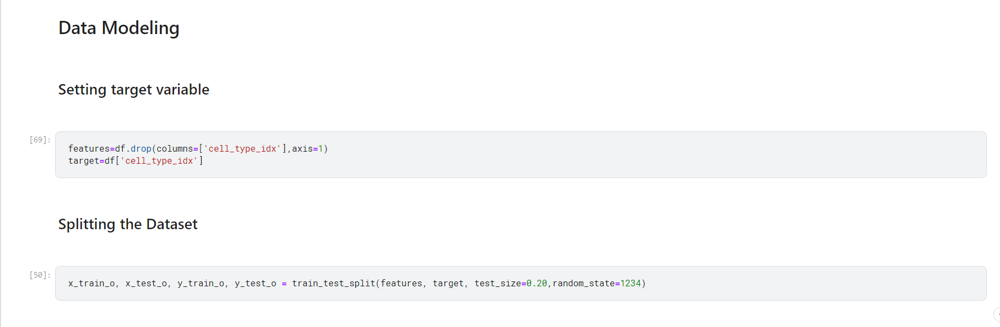 Data Modeling
Setting target variable
[69]:
features=df.drop(columns=['cell_type_idx'],axis=1)
target=df['cell_type_idx']
Splitting the Dataset
[50]:
x_train_o, x_test_o, y_train_o, y_test_o = train_test_split(features, target, test_size=0.20,random_state=1234)